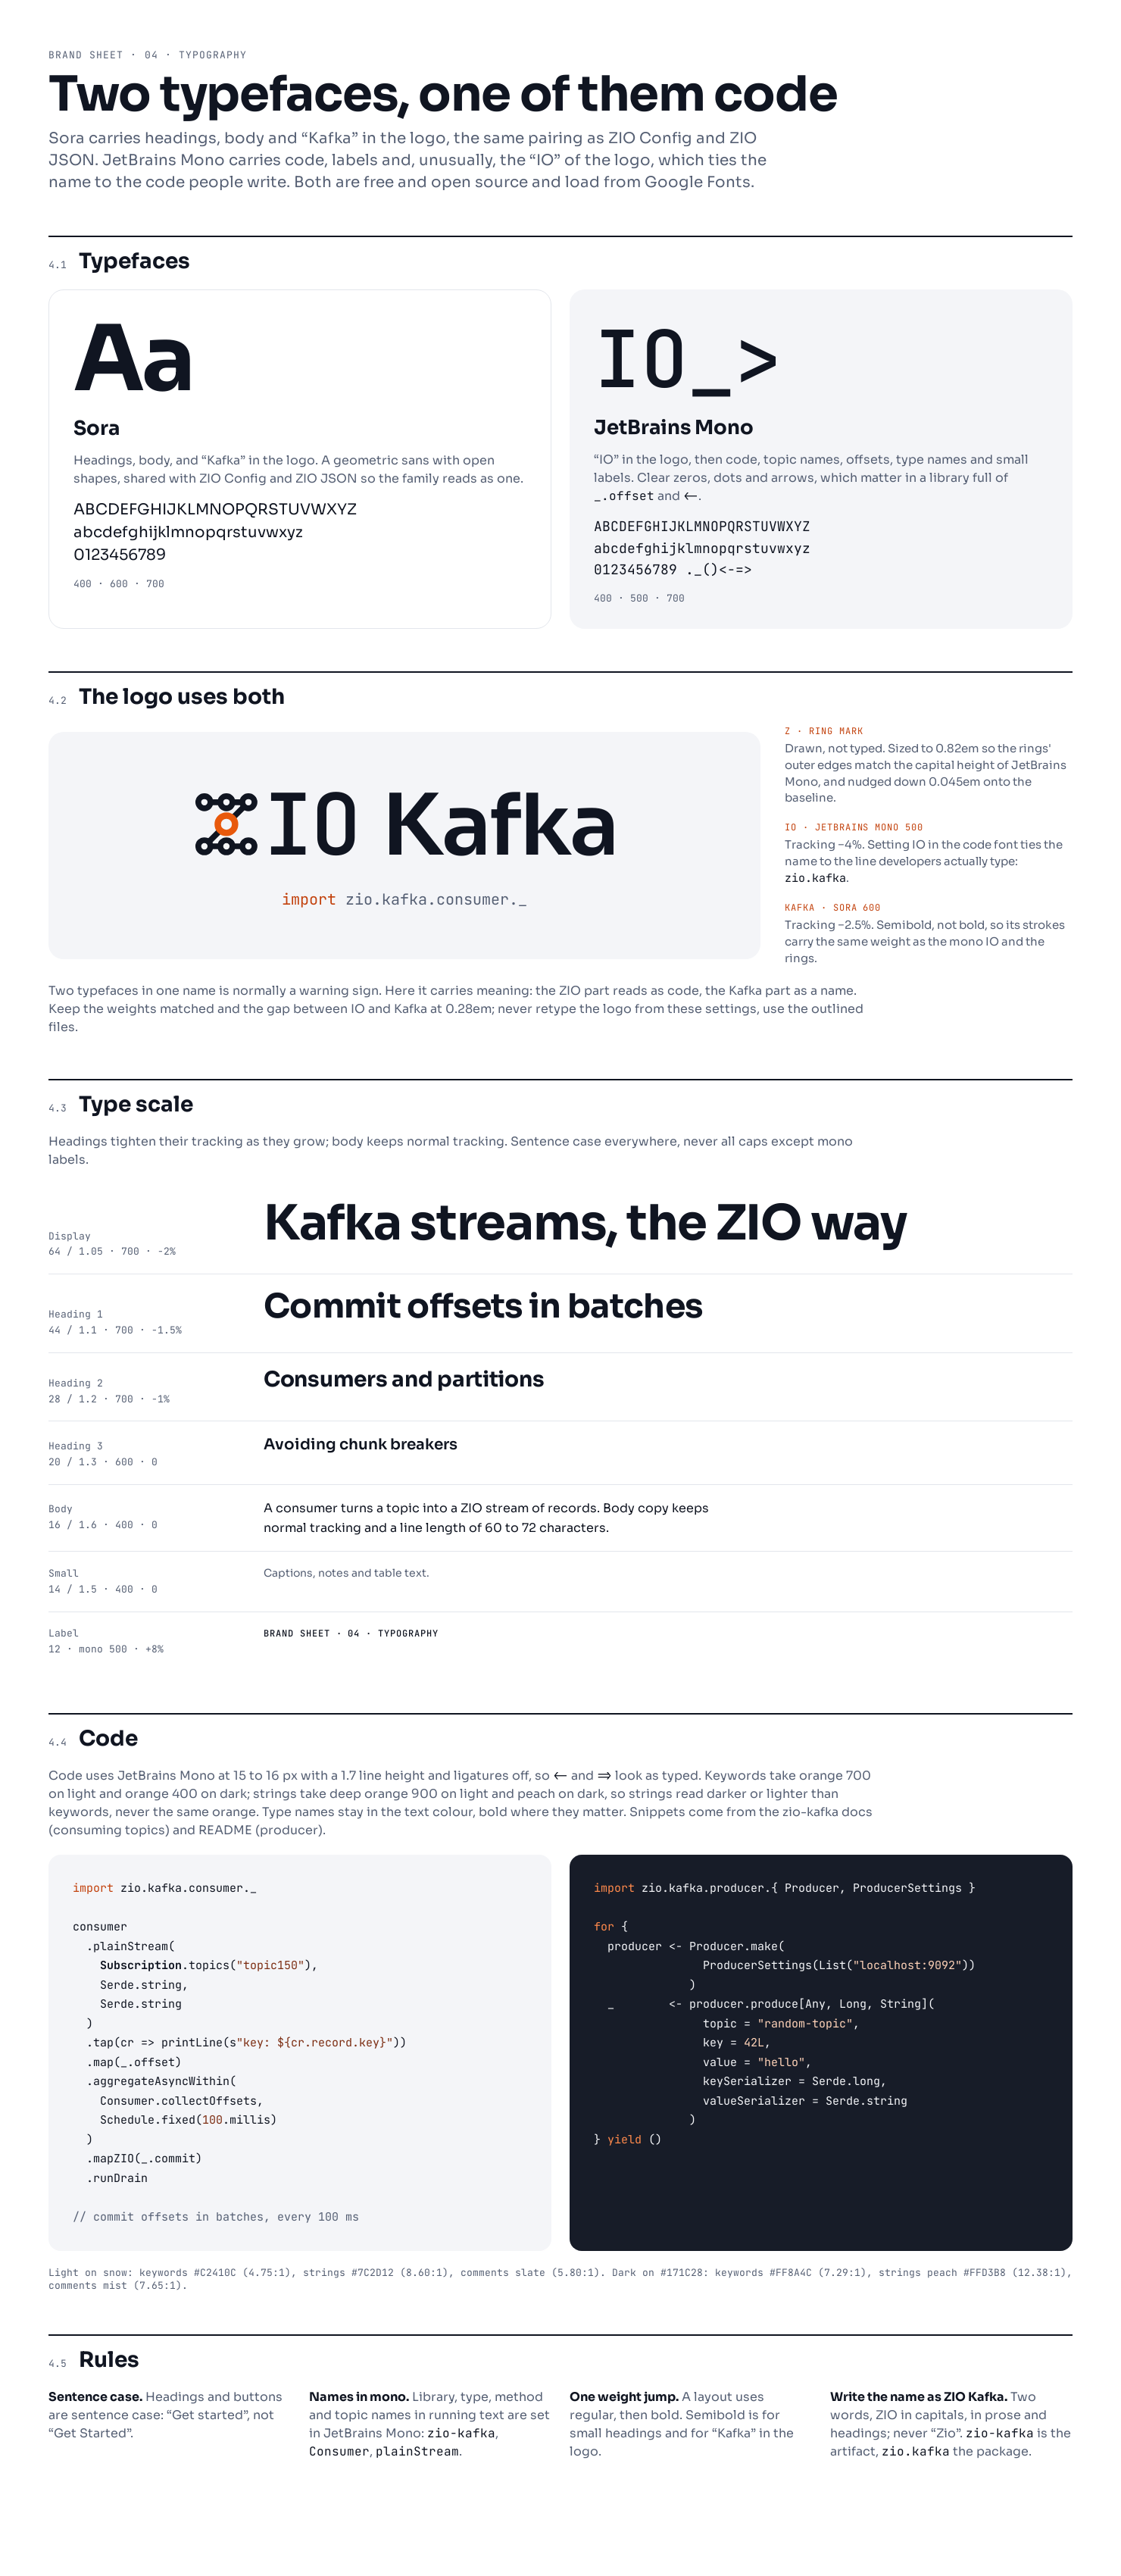 BRAND SHEET · 04 · TYPOGRAPHY
Two typefaces, one of them code
Sora carries headings, body and “Kafka” in the logo, the same pairing as ZIO Config and ZIO
JSON. JetBrains Mono carries code, labels and, unusually, the “IO” of the logo, which ties the
name to the code people write. Both are free and open source and load from Google Fonts.
4.1 Typefaces
Aa
Sora
Headings, body, and “Kafka” in the logo. A geometric sans with open
shapes, shared with ZIO Config and ZIO JSON so the family reads as one.
ABCDEFGHIJKLMNOPQRSTUVWXYZ
abcdefghijklmnopqrstuvwxyz
0123456789
400 · 600 · 700
IO_>
JetBrains Mono
“IO” in the logo, then code, topic names, offsets, type names and small
labels. Clear zeros, dots and arrows, which matter in a library full of
_.offset and <-.
ABCDEFGHIJKLMNOPQRSTUVWXYZ
abcdefghijklmnopqrstuvwxyz
0123456789 ._()<-=>
400 · 500 · 700
4.2 The logo uses both
IO Kafka
import zio.kafka.consumer._
Z · RING MARK
Drawn, not typed. Sized to 0.82em so the rings'
outer edges match the capital height of JetBrains
Mono, and nudged down 0.045em onto the
baseline.
IO · JETBRAINS MONO 500
Tracking −4%. Setting IO in the code font ties the
name to the line developers actually type:
zio.kafka.
KAFKA · SORA 600
Tracking −2.5%. Semibold, not bold, so its strokes
carry the same weight as the mono IO and the
rings.
Two typefaces in one name is normally a warning sign. Here it carries meaning: the ZIO part reads as code, the Kafka part as a name.
Keep the weights matched and the gap between IO and Kafka at 0.28em; never retype the logo from these settings, use the outlined
files.
4.3 Type scale
Headings tighten their tracking as they grow; body keeps normal tracking. Sentence case everywhere, never all caps except mono
labels.
Display
64 / 1.05 · 700 · -2%
Kafka streams, the ZIO way
Heading 1
44 / 1.1 · 700 · -1.5%
Commit offsets in batches
Heading 2
28 / 1.2 · 700 · -1%
Consumers and partitions
Heading 3
20 / 1.3 · 600 · 0
Avoiding chunk breakers
Body
16 / 1.6 · 400 · 0
A consumer turns a topic into a ZIO stream of records. Body copy keeps
normal tracking and a line length of 60 to 72 characters.
Small
14 / 1.5 · 400 · 0
Captions, notes and table text.
Label
12 · mono 500 · +8%
BRAND SHEET · 04 · TYPOGRAPHY
4.4 Code
Code uses JetBrains Mono at 15 to 16 px with a 1.7 line height and ligatures off, so <- and => look as typed. Keywords take orange 700
on light and orange 400 on dark; strings take deep orange 900 on light and peach on dark, so strings read darker or lighter than
keywords, never the same orange. Type names stay in the text colour, bold where they matter. Snippets come from the zio-kafka docs
(consuming topics) and README (producer).
import zio.kafka.consumer._
consumer
  .plainStream(
    Subscription.topics("topic150"),
    Serde.string,
    Serde.string
  )
  .tap(cr => printLine(s"key: ${cr.record.key}"))
  .map(_.offset)
  .aggregateAsyncWithin(
    Consumer.collectOffsets,
    Schedule.fixed(100.millis)
  )
  .mapZIO(_.commit)
  .runDrain
// commit offsets in batches, every 100 ms
import zio.kafka.producer.{ Producer, ProducerSettings }
for {
  producer <- Producer.make(
                ProducerSettings(List("localhost:9092"))
              )
  _        <- producer.produce[Any, Long, String](
                topic = "random-topic",
                key = 42L,
                value = "hello",
                keySerializer = Serde.long,
                valueSerializer = Serde.string
              )
} yield ()
Light on snow: keywords #C2410C (4.75:1), strings #7C2D12 (8.60:1), comments slate (5.80:1). Dark on #171C28: keywords #FF8A4C (7.29:1), strings peach #FFD3B8 (12.38:1),
comments mist (7.65:1).
4.5 Rules
Sentence case. Headings and buttons
are sentence case: “Get started”, not
“Get Started”.
Names in mono. Library, type, method
and topic names in running text are set
in JetBrains Mono: zio-kafka,
Consumer, plainStream.
One weight jump. A layout uses
regular, then bold. Semibold is for
small headings and for “Kafka” in the
logo.
Write the name as ZIO Kafka. Two
words, ZIO in capitals, in prose and
headings; never “Zio”. zio-kafka is the
artifact, zio.kafka the package.